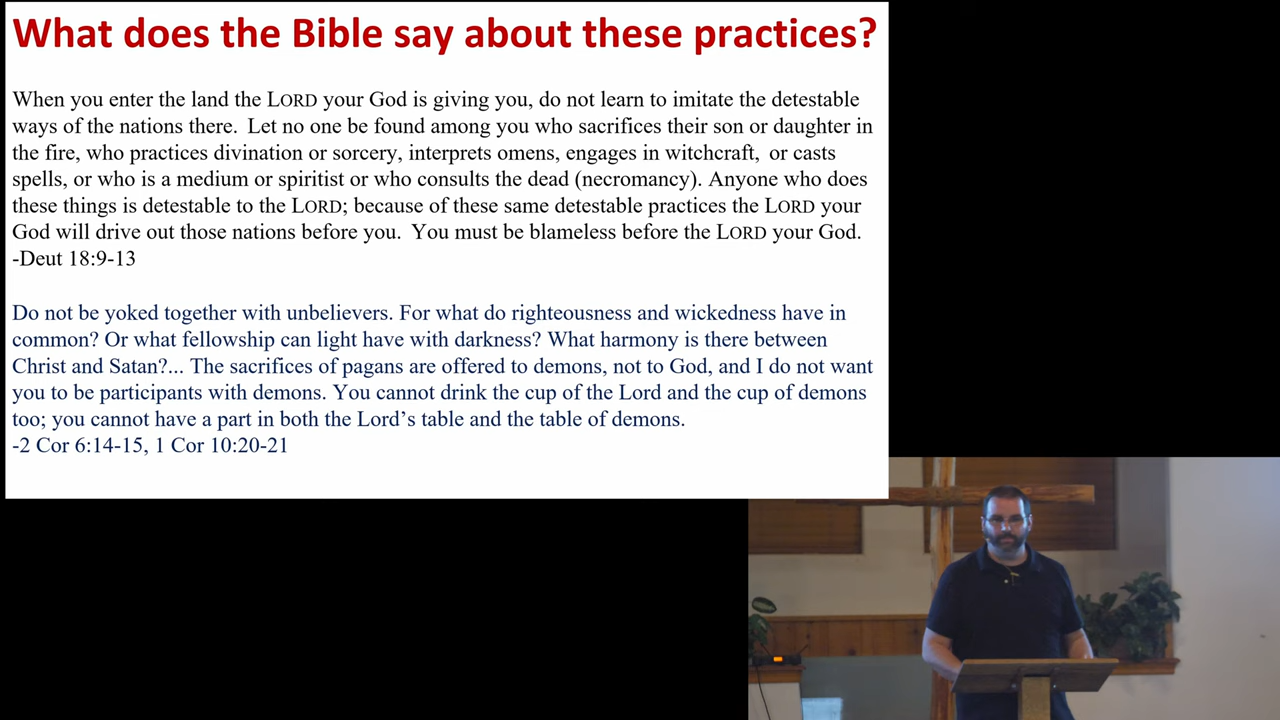 What does the Bible say about these practices?
When you enter the land the LORD your God is giving you, do not learn to imitate the detestable
ways of the nations there. Let no one be found among you who sacrifices their son or daughter in
the fire, who practices divination or sorcery, interprets omens, engages in witchcraft, or casts
spells, or who is a medium or spiritist or who consults the dead (necromancy). Anyone who does
these things is detestable to the LORD; because of these same detestable practices the LORD your
God will drive out those nations before you. You must be blameless before the LORD your God.
-Deut 18:9-13
Do not be yoked together with unbelievers. For what do righteousness and wickedness have in
common? Or what fellowship can light have with darkness? What harmony is there between
Christ and Satan?... The sacrifices of pagans are offered to demons, not to God, and I do not want
you to be participants with demons. You cannot drink the cup of the Lord and the cup of demons
too; you cannot have a part in both the Lord’s table and the table of demons.
-2 Cor 6:14-15, 1 Cor 10:20-21